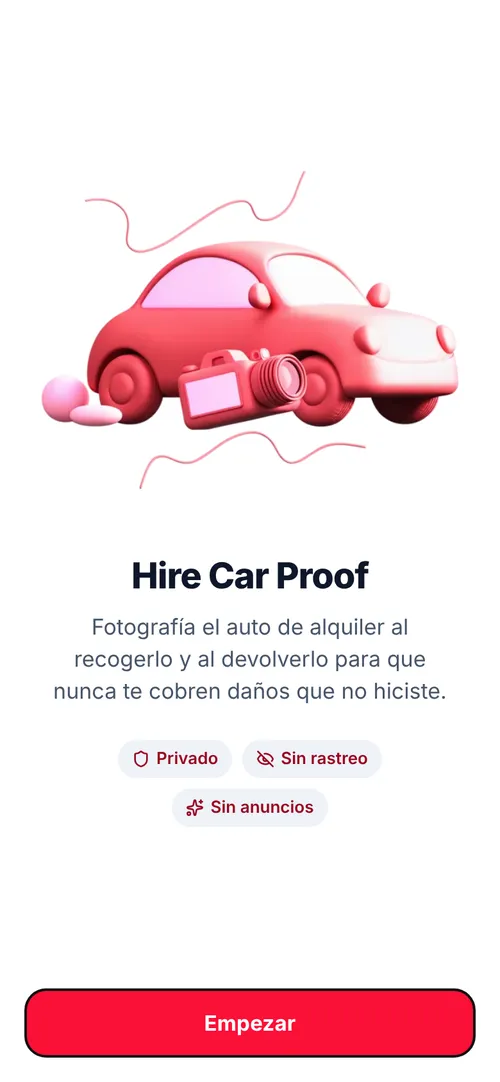 Hire Car Proof
Fotografía el auto de alquiler al
recogerlo y al devolverlo para que
nunca te cobren daños que no hiciste.
Privado
Sin rastreo
Sin anuncios
Empezar